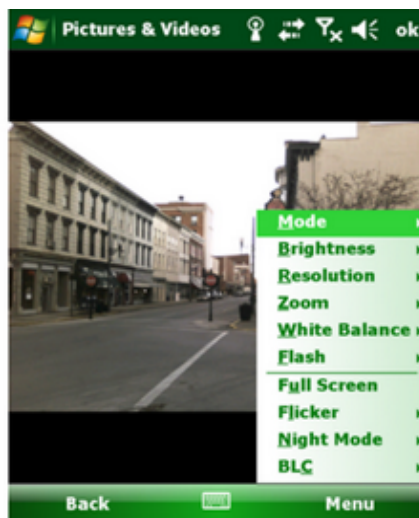 Pictures & Videos ok
Mode
Brightness
Resolution
Zoom
White Balance
Flash
Full Screen
Flicker
Night Mode
BLC
Back Menu